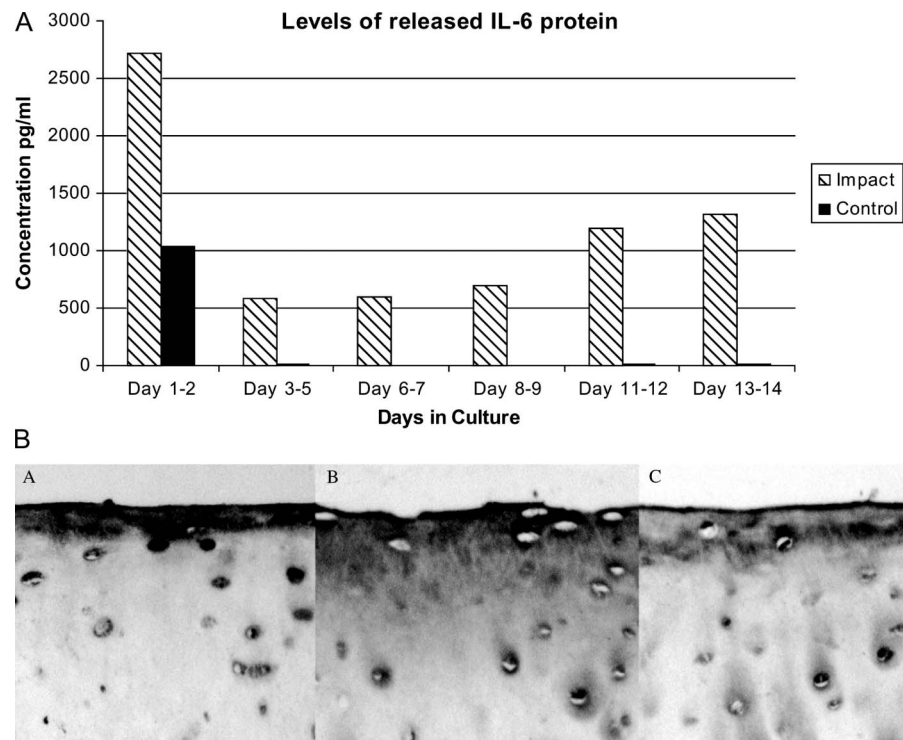 A
Levels of released IL-6 protein
Concentration pg/ml
3000
2500
2000
1500
1000
500
0
Day 1-2 Day 3-5 Day 6-7 Day 8-9 Day 11-12 Day 13-14
Days in Culture
Impact
Control
B
A B C